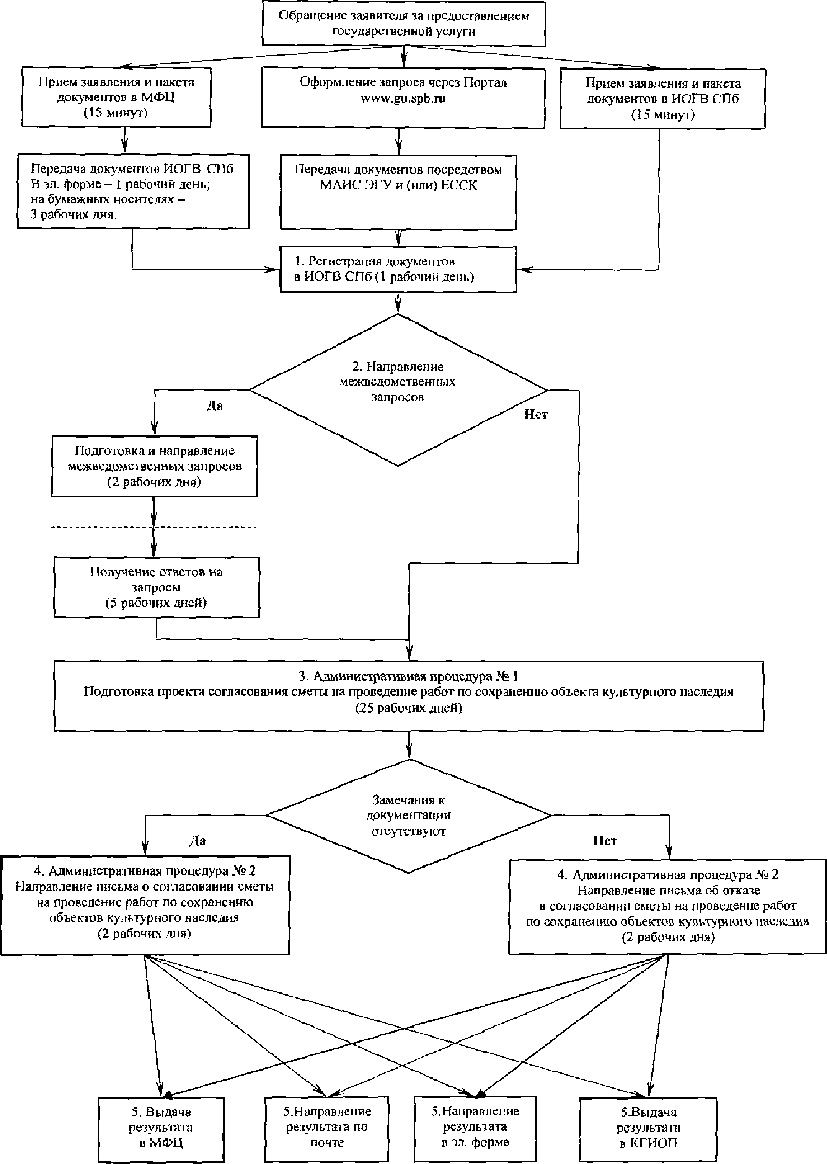 Обращение заявителя за предоставлением
государственной услуги
Прием заявления и пакета
документов в МФЦ
(15 минут)
Оформление запроса через Портал
www.gu.spb.ru
Прием заявления и пакета
документов в ИОГВ СПб
(15 минут)
Передача документов ИОГВ СПб
В эл. форме – 1 рабочий день;
на бумажных носителях –
3 рабочих дня.
Передача документов посредством
МАИС ЭГУ и (или) ЕССК
1. Регистрация документов
в ИОГВ СПб (1 рабочий день)
2. Направление
межведомственных
запросов
Да
Нет
Подготовка и направление
межведомственных запросов
(2 рабочих дня)
Получение ответов на
запросы
(5 рабочих дней)
3. Административная процедура № 1
Подготовка проекта согласования сметы на проведение работ по сохранению объекта культурного наследия
(25 рабочих дней)
Замечания к
документации
отсутствуют
Да
Нет
4. Административная процедура № 2
Направление письма о согласовании сметы
на проведение работ по сохранению
объектов культурного наследия
(2 рабочих дня)
4. Административная процедура № 2
Направление письма об отказе
в согласовании сметы на проведение работ
по сохранению объектов культурного наследия
(2 рабочих дня)
5. Выдача
результата
в МФЦ
5.Направление
результата по
почте
5.Направление
результата
в эл. форме
5.Выдача
результата
в КГИОП